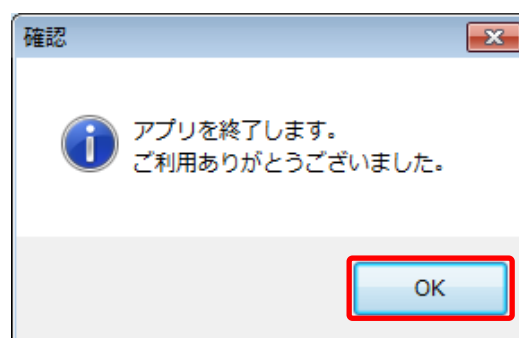 確認
アプリを終了します。
ご利用ありがとうございました。
OK